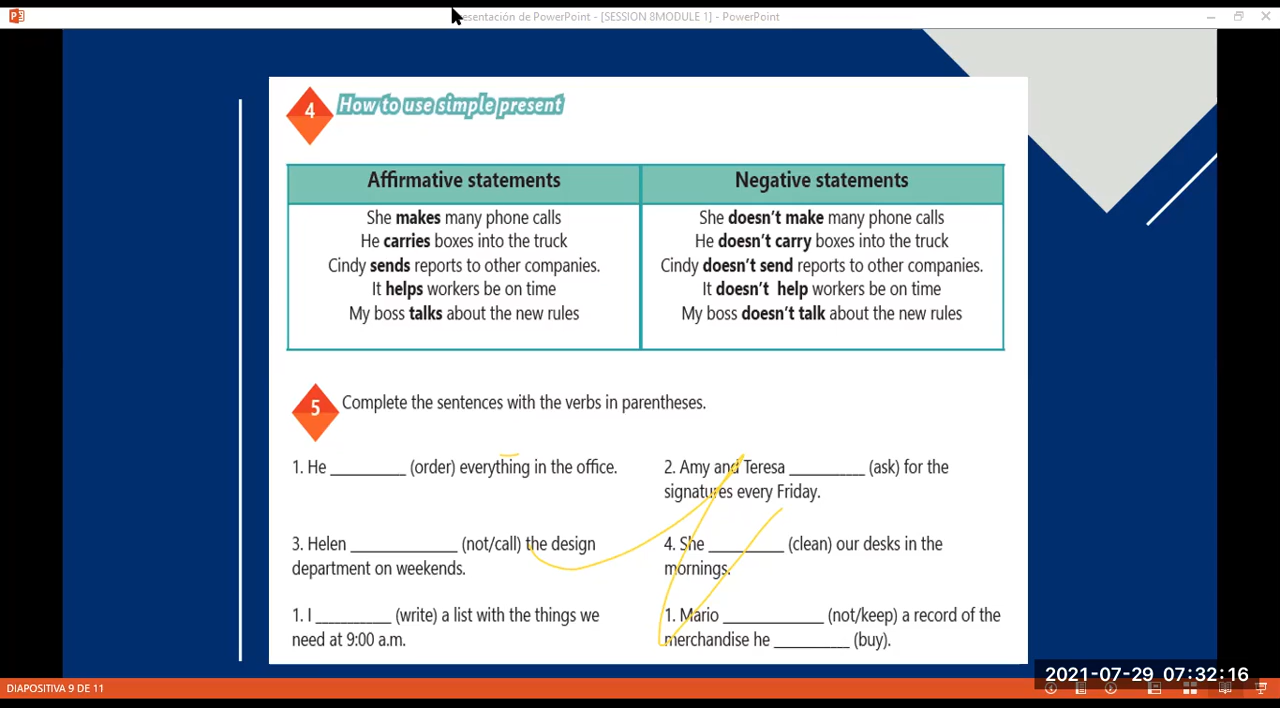 esentación de PowerPoint - [SESSION 8MODULE 1] - PowerPoint
4 How to use simple present
Affirmative statements
Negative statements
She makes many phone calls
He carries boxes into the truck
Cindy sends reports to other companies.
It helps workers be on time
My boss talks about the new rules
She doesn't make many phone calls
He doesn't carry boxes into the truck
Cindy doesn't send reports to other companies.
It doesn't help workers be on time
My boss doesn't talk about the new rules
5 Complete the sentences with the verbs in parentheses.
1. He __________ (order) everything in the office.
2. Amy and Teresa __________ (ask) for the
signatures every Friday.
3. Helen ______________ (not/call) the design
department on weekends.
4. She __________ (clean) our desks in the
mornings.
1. I __________ (write) a list with the things we
need at 9:00 a.m.
1. Mario _____________ (not/keep) a record of the
merchandise he __________ (buy).
2021-07-29 07:32:16
DIAPOSITIVA 9 DE 11